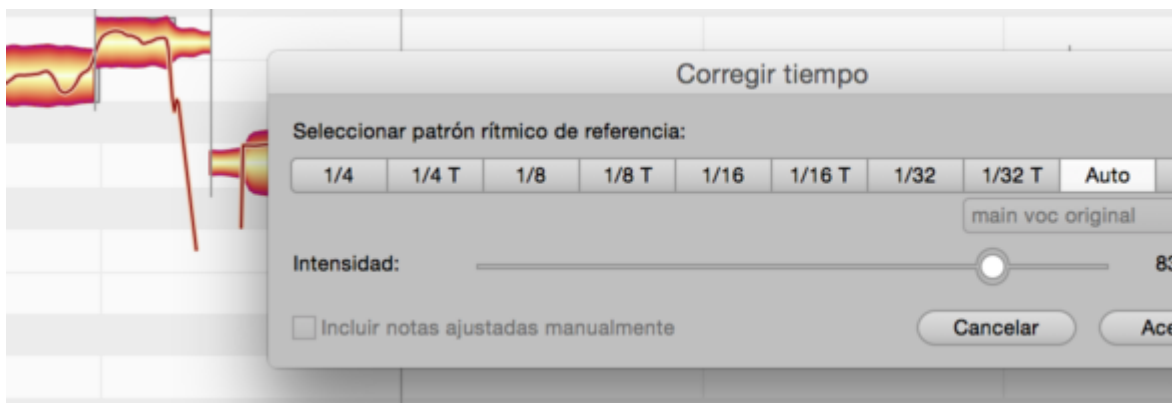 Corregir tiempo
Seleccionar patrón rítmico de referencia:
1/4 1/4 T 1/8 1/8 T 1/16 1/16 T 1/32 1/32 T Auto
main voc original
Intensidad: 83
Incluir notas ajustadas manualmente Cancelar